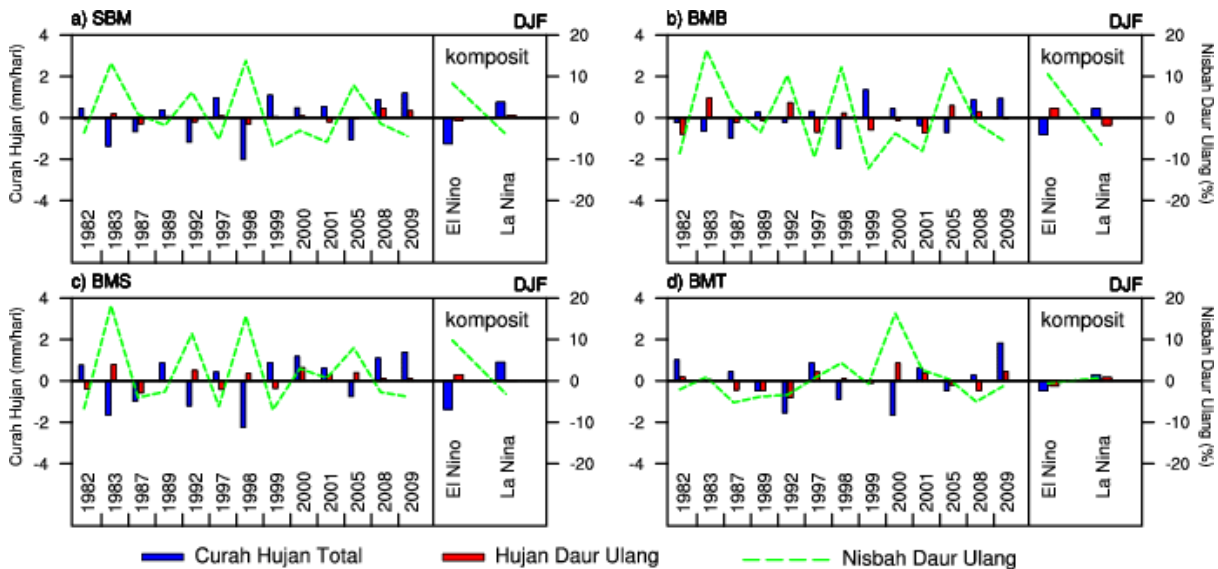 a) SBM DJF
komposit
Curah Hujan (mm/hari)
4
2
0
-2
-4
20
10
0
-10
-20
1982 1983 1987 1989 1992 1997 1998 1999 2000 2001 2005 2008 2009 El Nino La Nina
b) BMB DJF
komposit
4
2
0
-2
-4
20
10
0
-10
-20
Nisbah Daur Ulang (%)
1982 1983 1987 1989 1992 1997 1998 1999 2000 2001 2005 2008 2009 El Nino La Nina
c) BMS DJF
komposit
Curah Hujan (mm/hari)
4
2
0
-2
-4
20
10
0
-10
-20
1982 1983 1987 1989 1992 1997 1998 1999 2000 2001 2005 2008 2009 El Nino La Nina
d) BMT DJF
komposit
4
2
0
-2
-4
20
10
0
-10
-20
Nisbah Daur Ulang (%)
1982 1983 1987 1989 1992 1997 1998 1999 2000 2001 2005 2008 2009 El Nino La Nina
Curah Hujan Total Hujan Daur Ulang Nisbah Daur Ulang